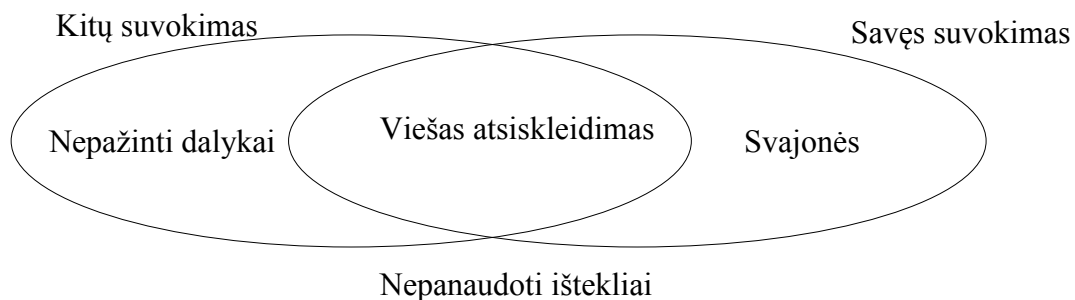 Kitų suvokimas
Savęs suvokimas
Nepažinti dalykai
Viešas atsiskleidimas
Svajonės
Nepanaudoti ištekliai